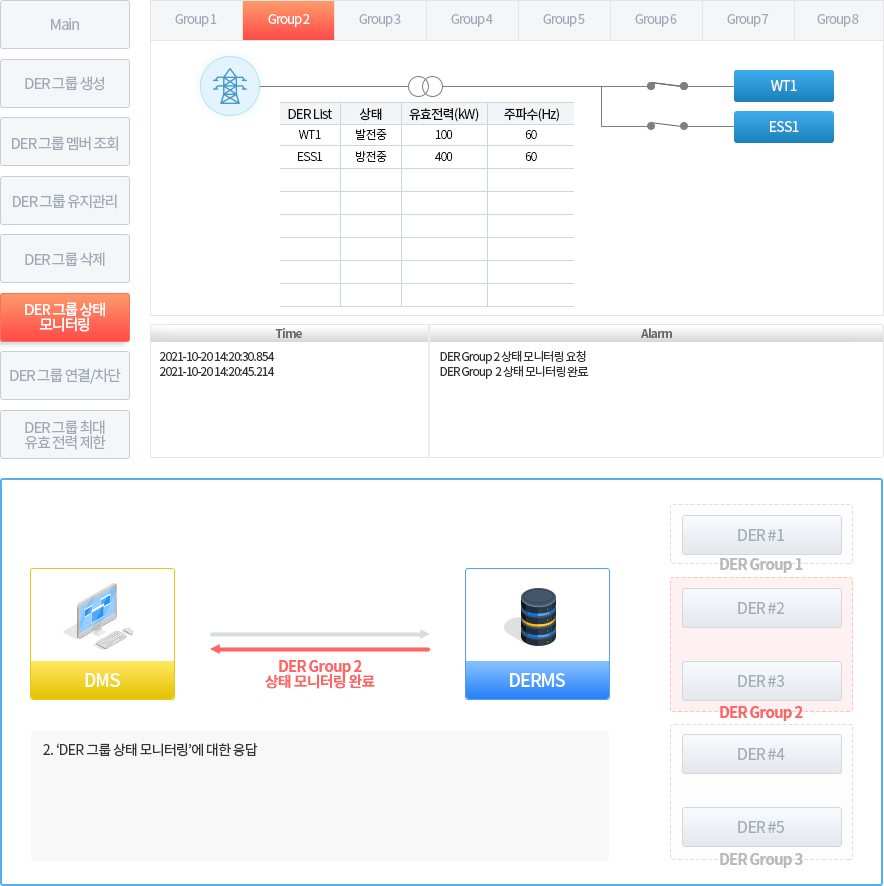 Main
DER 그룹 생성
DER 그룹 멤버 조회
DER 그룹 유지관리
DER 그룹 삭제
DER 그룹 상태
모니터링
DER 그룹 연결/차단
DER 그룹 최대
유효 전력 제한
Group 1 Group 2 Group 3 Group 4 Group 5 Group 6 Group 7 Group 8
WT1
ESS1
DER List 상태 유효전력(kW) 주파수(Hz)
WT1 발전중 100 60
ESS1 방전중 400 60
Time Alarm
2021-10-20 14:20:30.854 DER Group 2 상태 모니터링 요청
2021-10-20 14:20:45.214 DER Group 2 상태 모니터링 완료
DMS
DER Group 2
상태 모니터링 완료
DERMS
2. ‘DER 그룹 상태 모니터링’에 대한 응답
DER #1
DER Group 1
DER #2
DER #3
DER Group 2
DER #4
DER #5
DER Group 3